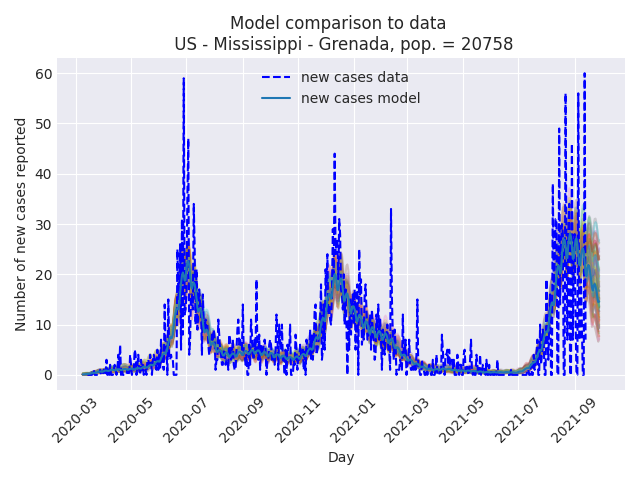 Model comparison to data
US - Mississippi - Grenada, pop. = 20758
new cases data
new cases model
Number of new cases reported
60
50
40
30
20
10
0
2020-03
2020-05
2020-07
2020-09
2020-11
2021-01
2021-03
2021-05
2021-07
2021-09
Day